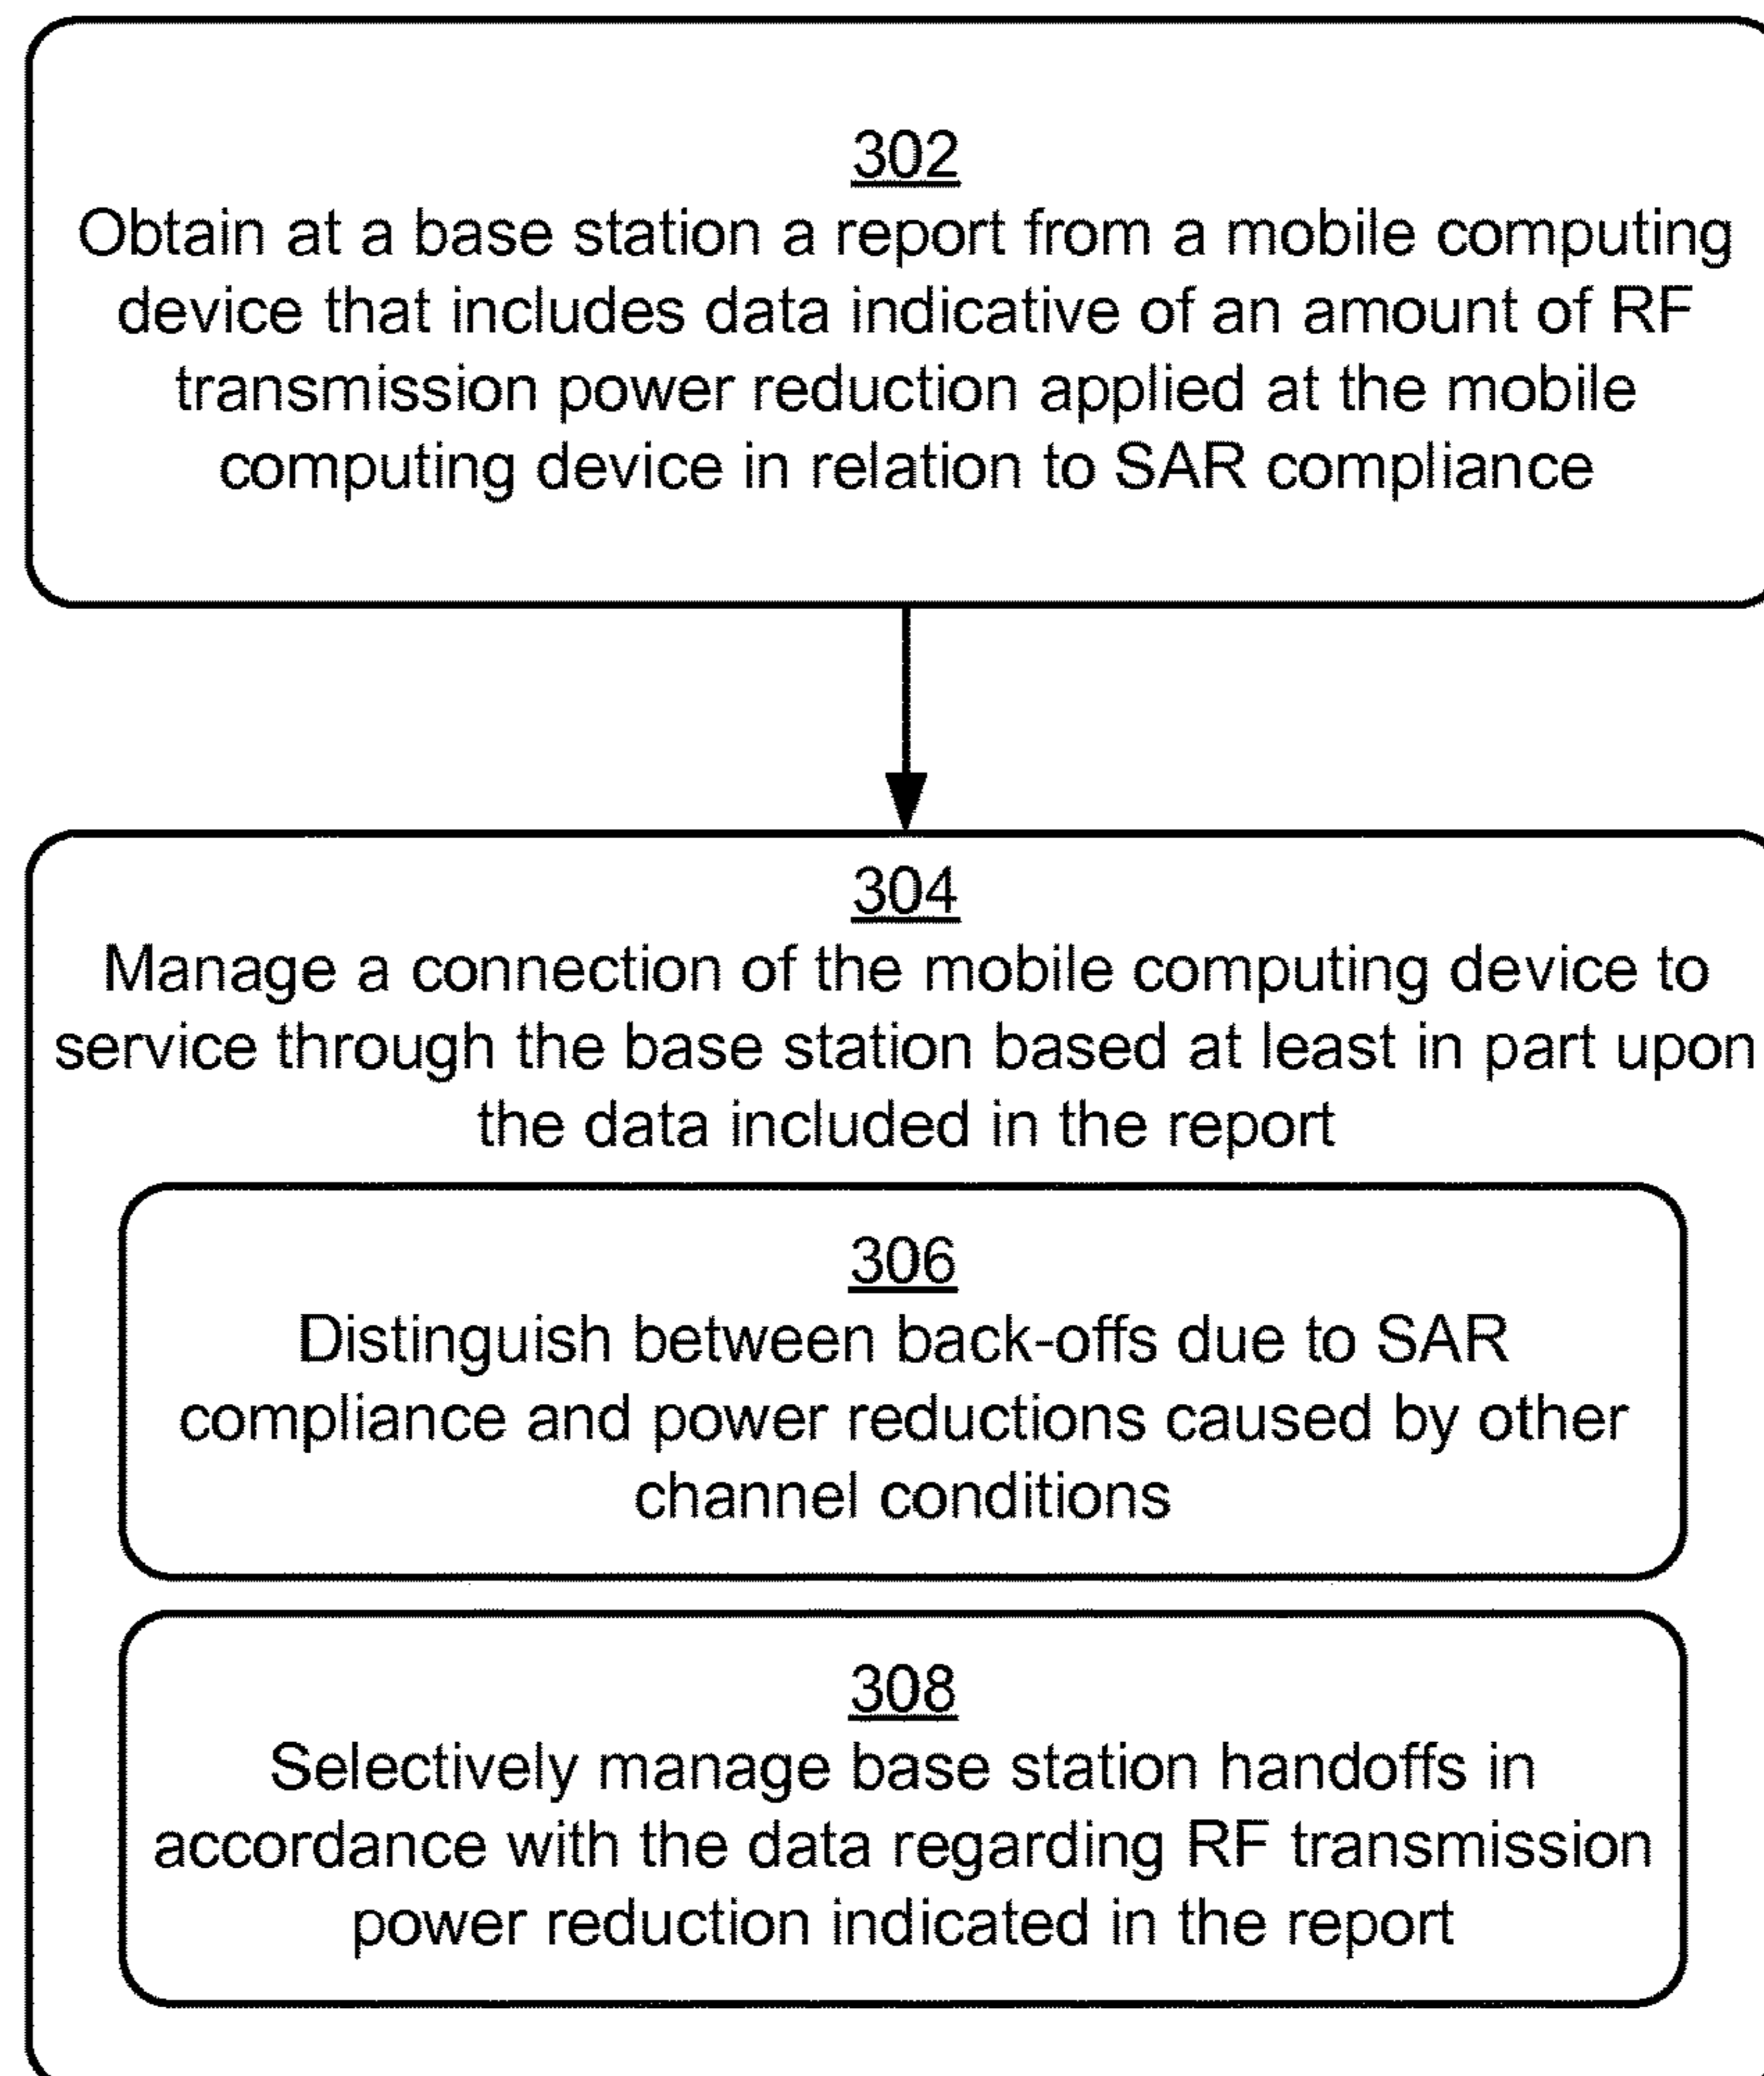 302
Obtain at a base station a report from a mobile computing
device that includes data indicative of an amount of RF
transmission power reduction applied at the mobile
computing device in relation to SAR compliance
304
Manage a connection of the mobile computing device to
service through the base station based at least in part upon
the data included in the report
306
Distinguish between back-offs due to SAR
compliance and power reductions caused by other
channel conditions
308
Selectively manage base station handoffs in
accordance with the data regarding RF transmission
power reduction indicated in the report